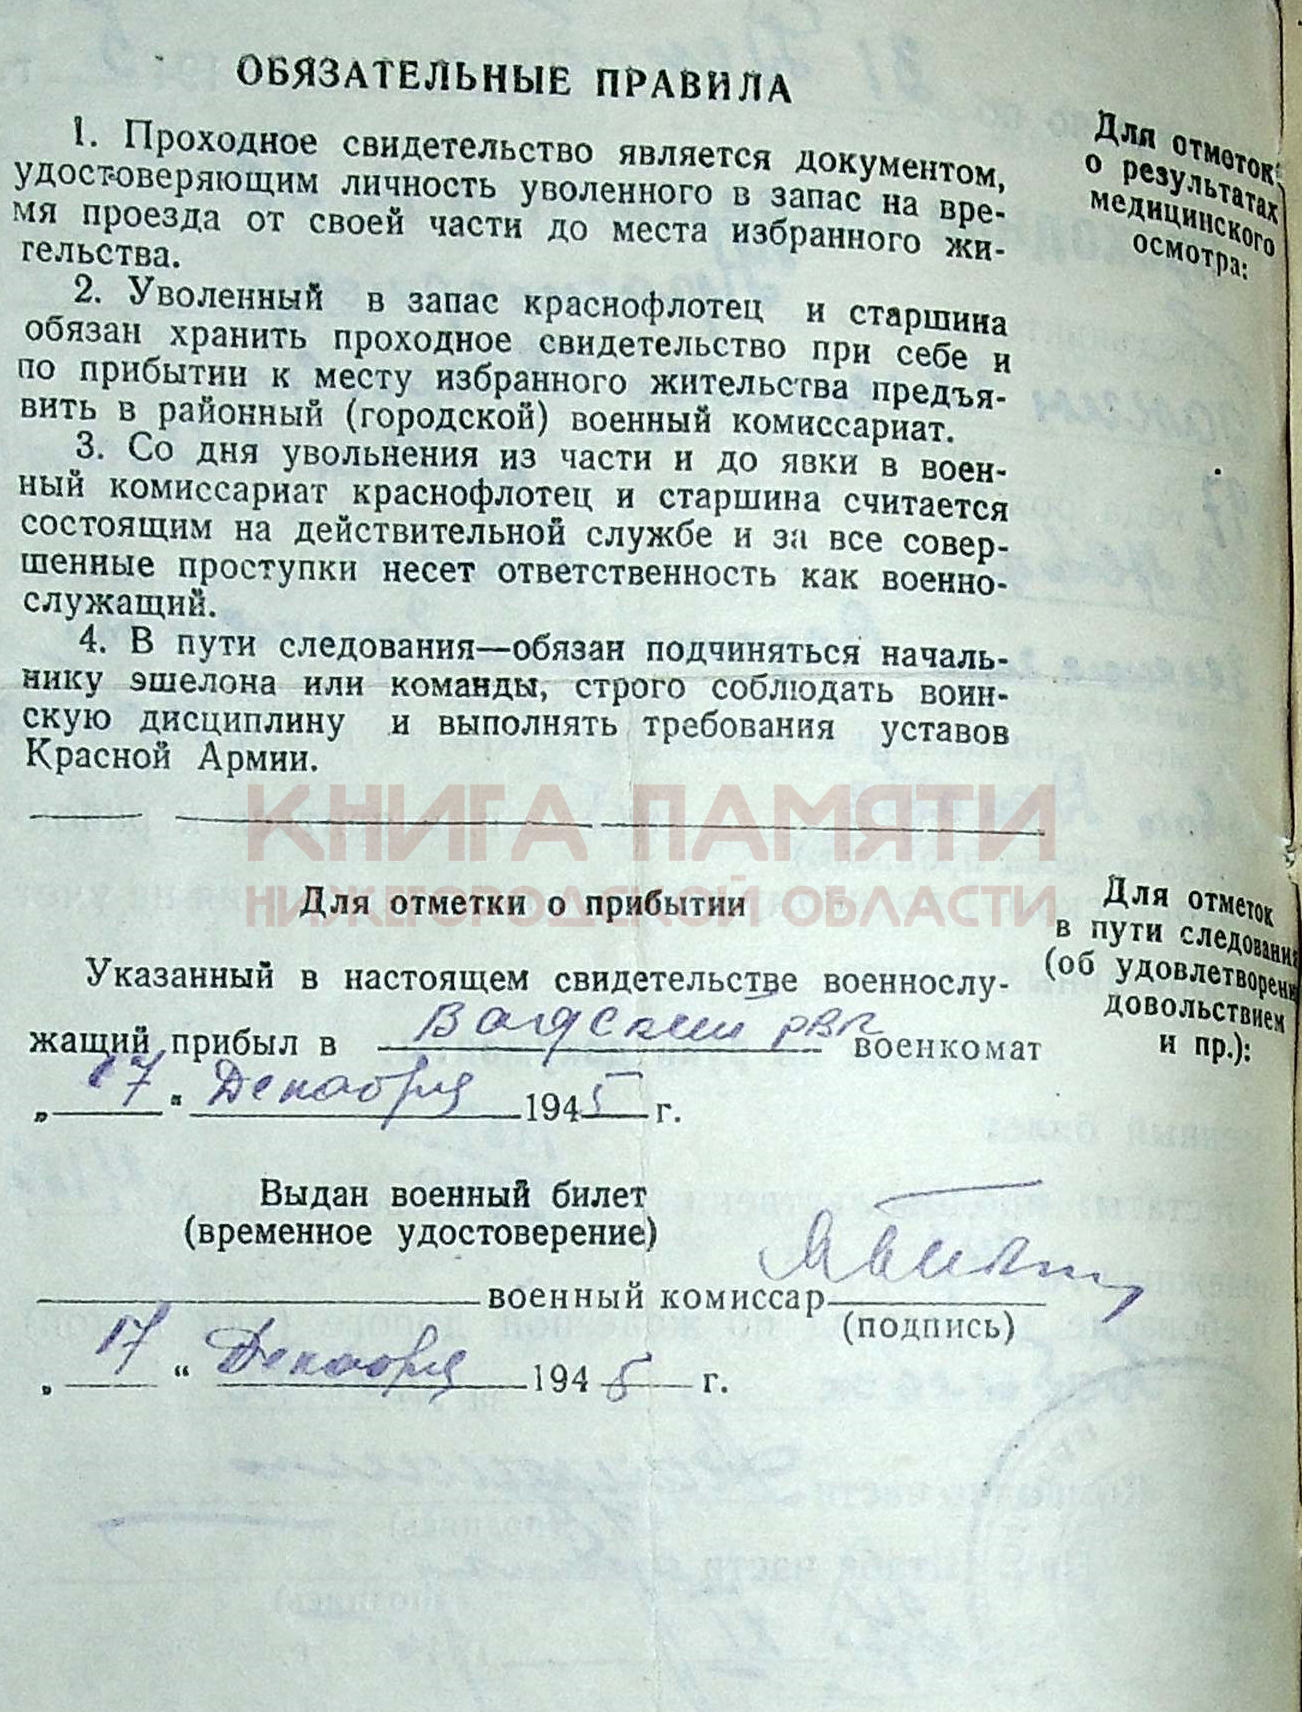 ОБЯЗАТЕЛЬНЫЕ ПРАВИЛА
1. Проходное свидетельство является документом,
удостоверяющим личность уволенного в запас на вре-
мя проезда от своей части до места избранного жи-
тельства.
2. Уволенный в запас краснофлотец и старшина
обязан хранить проходное свидетельство при себе и
по прибытии к месту избранного жительства предъя-
вить в районный (городской) военный комиссариат.
3. Со дня увольнения из части и до явки в воен-
ный комиссариат краснофлотец и старшина считается
состоящим на действительной службе и за все совер-
шенные проступки несет ответственность как военно-
служащий.
4. В пути следования—обязан подчиняться началь-
нику эшелона или команды, строго соблюдать воин-
скую дисциплину и выполнять требования уставов
Красной Армии.
Для отметок
о результатах
медицинского
осмотра:
КНИГА ПАМЯТИ
НИЖЕГОРОДСКОЙ ОБЛАСТИ
Для отметки о прибытии
Указанный в настоящем свидетельстве военнослу-
жащий прибыл в Вадский РВК военкомат
„17" Декабря 1945 г.
Для отметок
в пути следования
(об удовлетворени
довольствием
и пр.):
Выдан военный билет
(временное удостоверение)
военный комиссар
(подпись)
„17“ Декабря 1945 г.